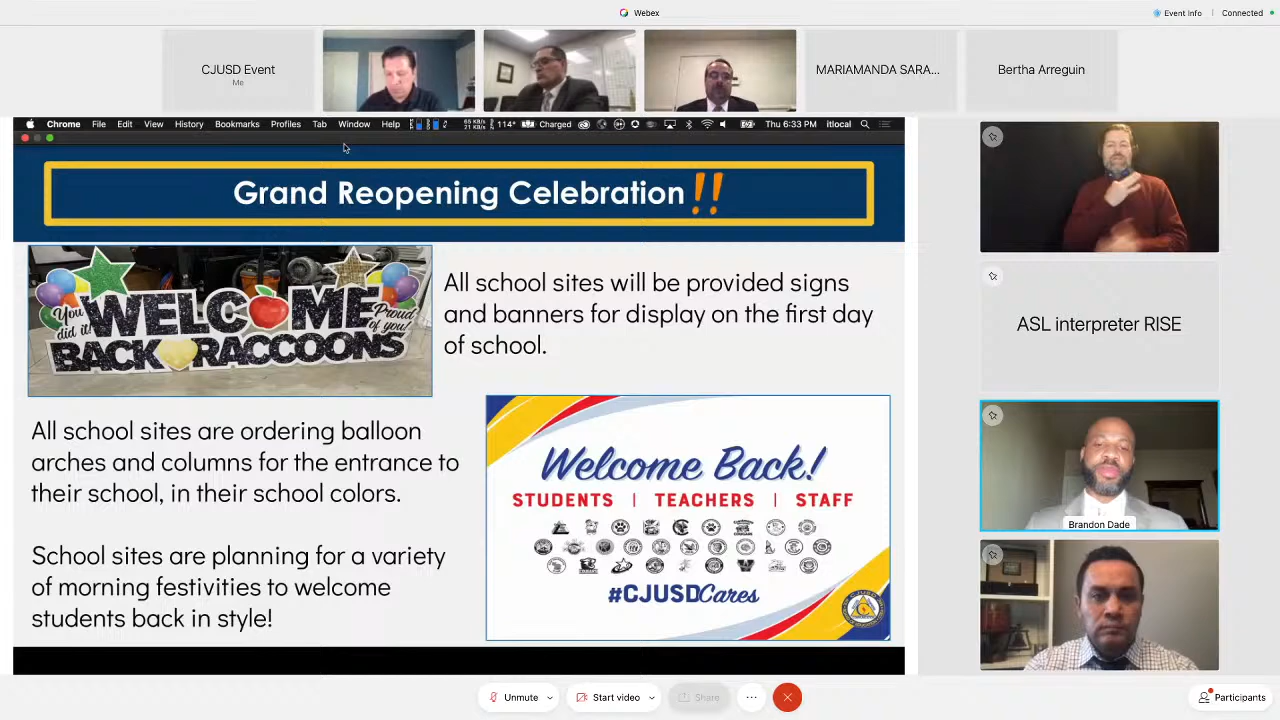 Webex
Event Info
Connected
CJUSD Event
Me
MARIAMANDA SARA...
Bertha Arreguin
Chrome File Edit View History Bookmarks Profiles Tab Window Help
114° Charged Thu 6:33 PM itlocal
Grand Reopening Celebration!!
You did it!
WELCOME
Proud of you!
BACK RACCOONS
All school sites will be provided signs
and banners for display on the first day
of school.
All school sites are ordering balloon
arches and columns for the entrance to
their school, in their school colors.
School sites are planning for a variety
of morning festivities to welcome
students back in style!
Welcome Back!
STUDENTS | TEACHERS | STAFF
#CJUSDCares
ASL interpreter RISE
Brandon Dade
Unmute
Start video
Share
Participants